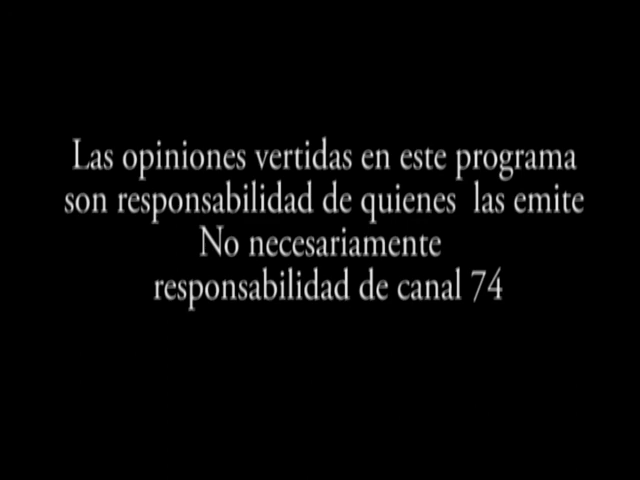 Las opiniones vertidas en este programa
son responsabilidad de quienes las emite
No necesariamente
responsabilidad de canal 74